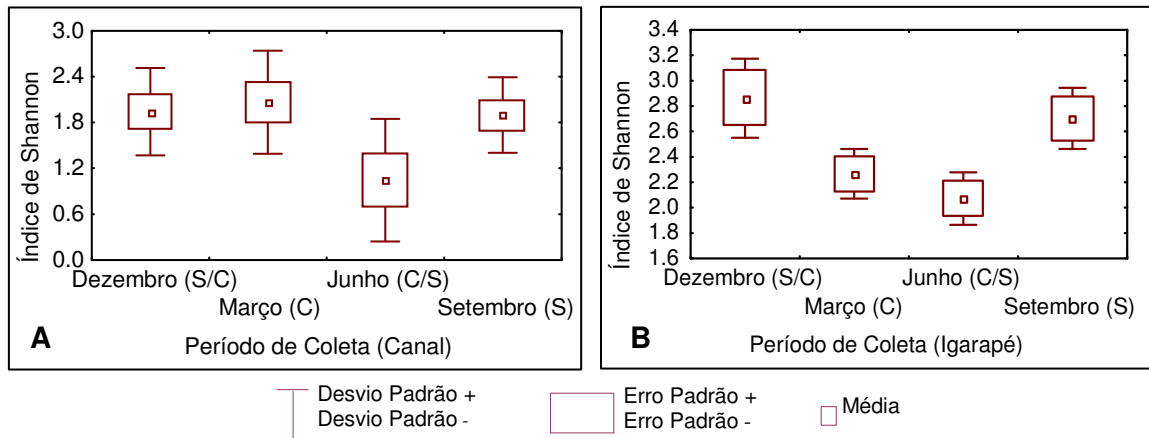 Índice de Shannon
3.0
2.4
1.8
1.2
0.6
0.0
Dezembro (S/C)
Março (C)
Junho (C/S)
Setembro (S)
A
Período de Coleta (Canal)
Índice de Shannon
3.4
3.2
3.0
2.8
2.6
2.4
2.2
2.0
1.8
1.6
Dezembro (S/C)
Março (C)
Junho (C/S)
Setembro (S)
B
Período de Coleta (Igarapé)
Desvio Padrão +
Desvio Padrão -
Erro Padrão +
Erro Padrão -
Média